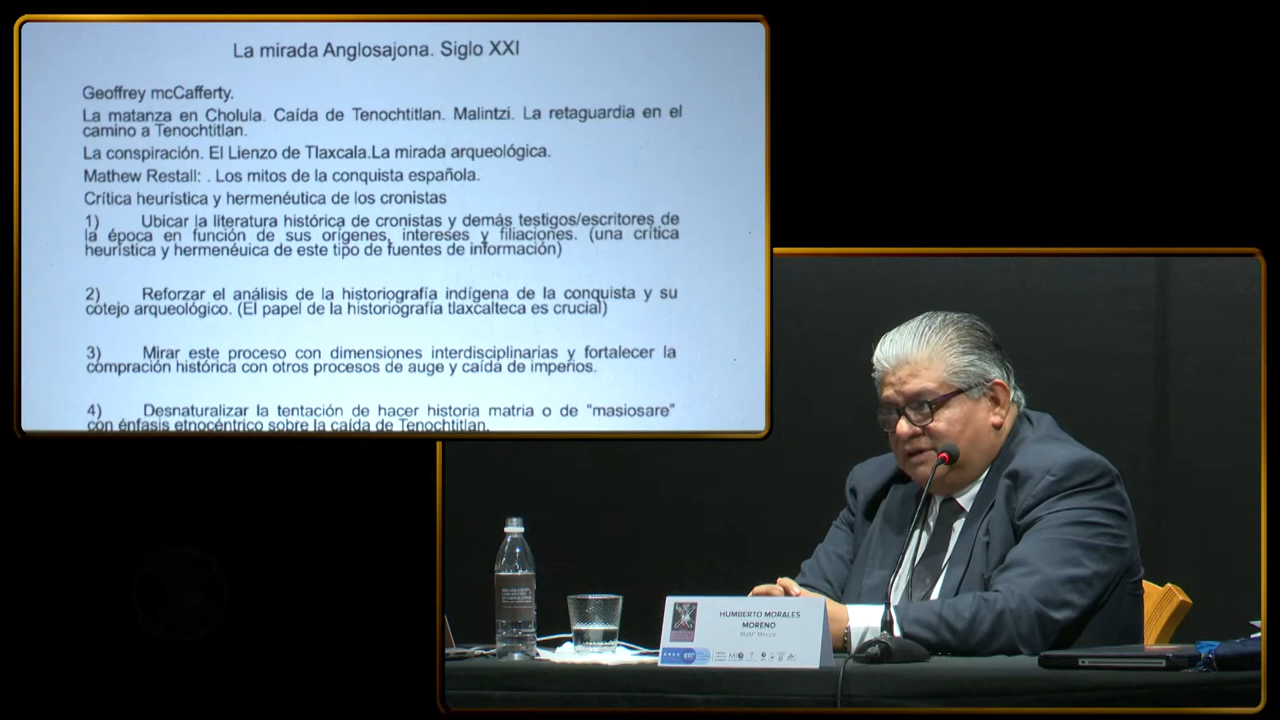 La mirada Anglosajona. Siglo XXI
Geoffrey mcCafferty.
La matanza en Cholula. Caída de Tenochtitlan. Malintzi. La retaguardia en el
camino a Tenochtitlan.
La conspiración. El Lienzo de Tlaxcala.La mirada arqueológica.
Mathew Restall: . Los mitos de la conquista española.
Crítica heurística y hermenéutica de los cronistas
1) Ubicar la literatura histórica de cronistas y demás testigos/escritores de
la época en función de sus orígenes, intereses y filiaciones. (una crítica
heurística y hermenéuica de este tipo de fuentes de información)
2) Reforzar el análisis de la historiografía indígena de la conquista y su
cotejo arqueológico. (El papel de la historiografía tlaxcalteca es crucial)
3) Mirar este proceso con dimensiones interdisciplinarias y fortalecer la
compración histórica con otros procesos de auge y caída de imperios.
4) Desnaturalizar la tentación de hacer historia matria o de "masiosare"
con énfasis etnocéntrico sobre la caída de Tenochtitlan.
HUMBERTO MORALES
MORENO
BUAP, México